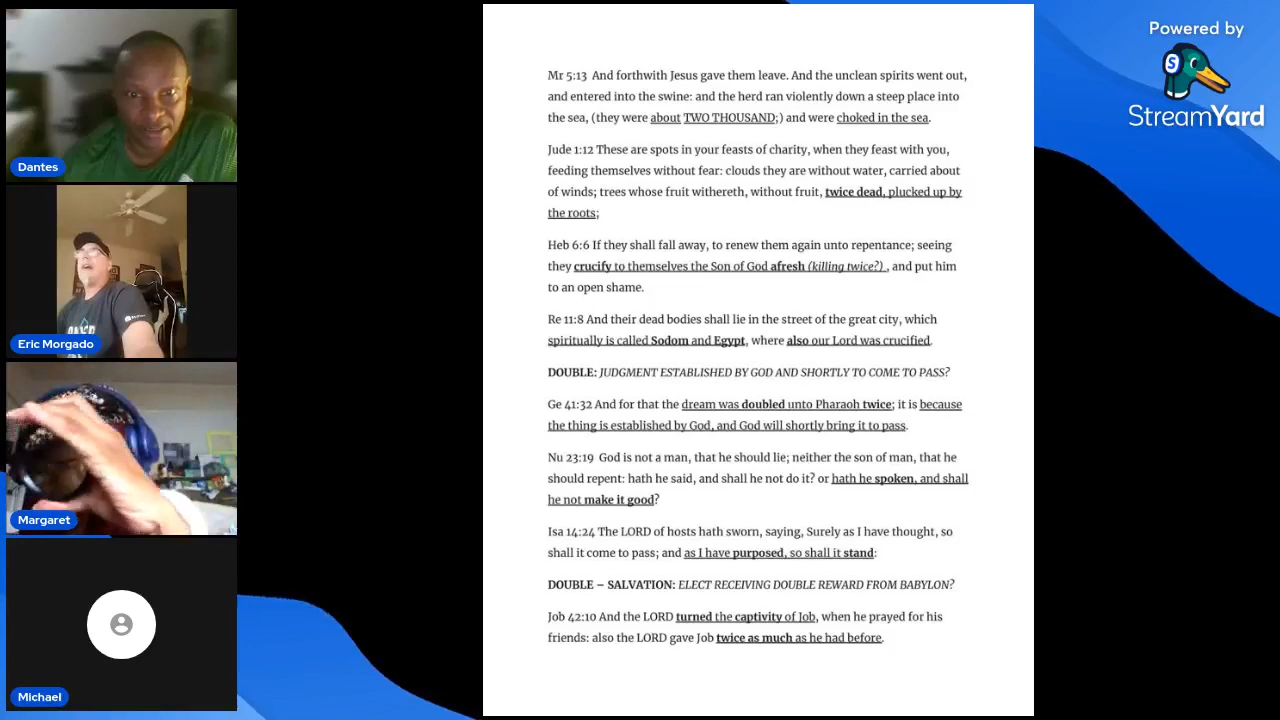 Powered by
StreamYard
Dantes
Eric Morgado
Margaret
Michael
Mr 5:13 And forthwith Jesus gave them leave. And the unclean spirits went out,
and entered into the swine: and the herd ran violently down a steep place into
the sea, (they were about TWO THOUSAND;) and were choked in the sea.
Jude 1:12 These are spots in your feasts of charity, when they feast with you,
feeding themselves without fear: clouds they are without water, carried about
of winds; trees whose fruit withereth, without fruit, twice dead, plucked up by
the roots;
Heb 6:6 If they shall fall away, to renew them again unto repentance; seeing
they crucify to themselves the Son of God afresh (killing twice?) , and put him
to an open shame.
Re 11:8 And their dead bodies shall lie in the street of the great city, which
spiritually is called Sodom and Egypt, where also our Lord was crucified.
DOUBLE: JUDGMENT ESTABLISHED BY GOD AND SHORTLY TO COME TO PASS?
Ge 41:32 And for that the dream was doubled unto Pharaoh twice; it is because
the thing is established by God, and God will shortly bring it to pass.
Nu 23:19 God is not a man, that he should lie; neither the son of man, that he
should repent: hath he said, and shall he not do it? or hath he spoken, and shall
he not make it good?
Isa 14:24 The LORD of hosts hath sworn, saying, Surely as I have thought, so
shall it come to pass; and as I have purposed, so shall it stand:
DOUBLE – SALVATION: ELECT RECEIVING DOUBLE REWARD FROM BABYLON?
Job 42:10 And the LORD turned the captivity of Job, when he prayed for his
friends: also the LORD gave Job twice as much as he had before.